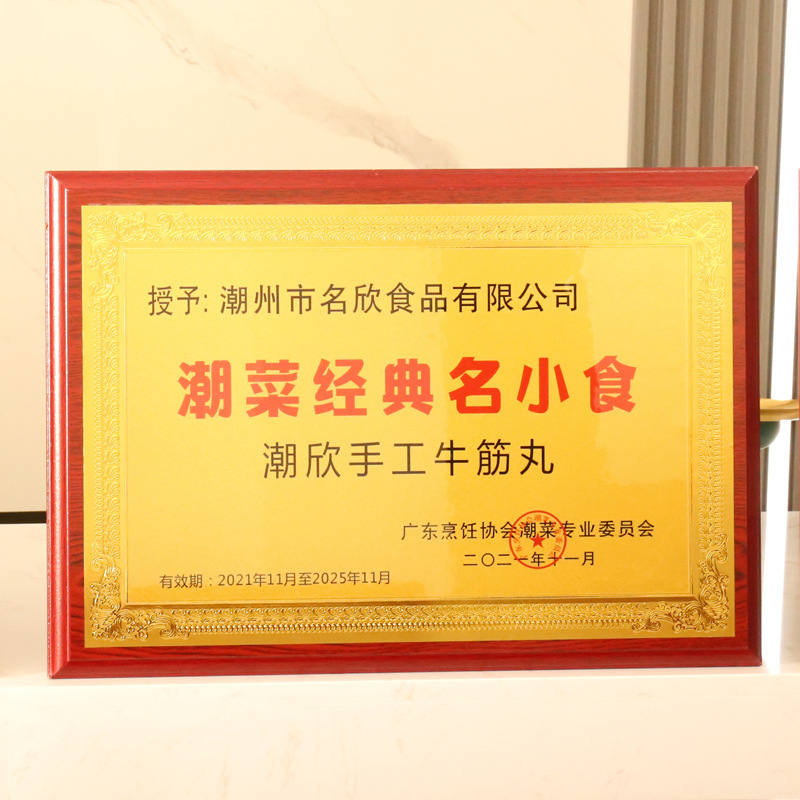 授予: 潮州市名欣食品有限公司
潮菜经典名小食
潮欣手工牛筋丸
广东烹饪协会潮菜专业委员会
二〇二一年十一月
有效期：2021年11月至2025年11月